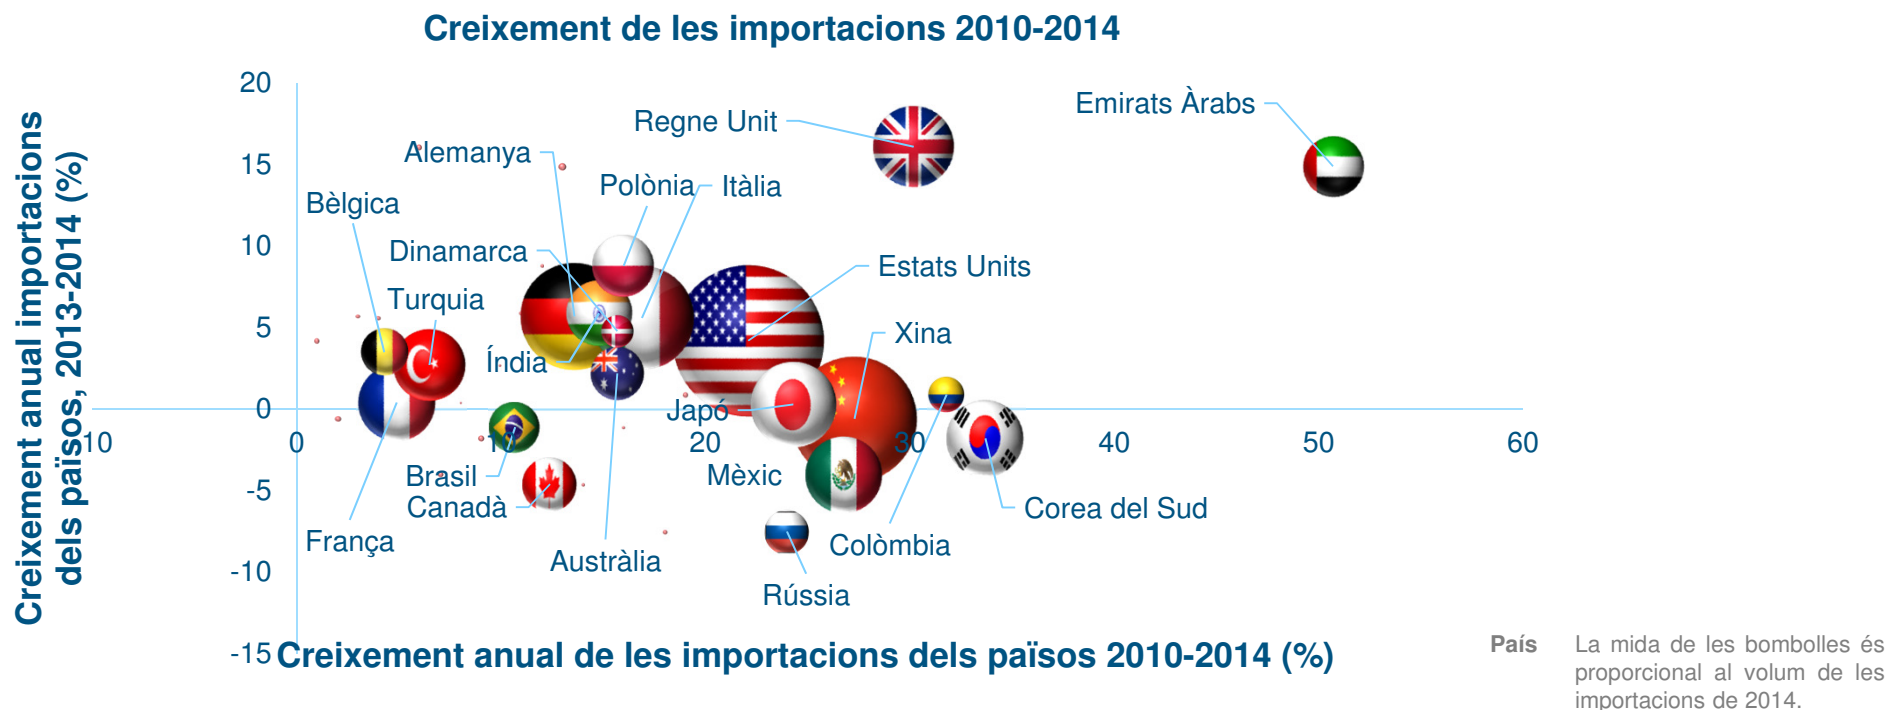 Creixement de les importacions 2010-2014
Creixement anual importacions
dels països, 2013-2014 (%)
20
15
10
5
0
-5
-10
-15
10
0
10
20
30
40
50
60
Emirats Àrabs
Regne Unit
Alemanya
Polònia
Itàlia
Bèlgica
Dinamarca
Estats Units
Turquia
Xina
Índia
Japó
Brasil
Mèxic
Canadà
Corea del Sud
França
Colòmbia
Austràlia
Rússia
Creixement anual de les importacions dels països 2010-2014 (%)
País
La mida de les bombolles és
proporcional al volum de les
importacions de 2014.